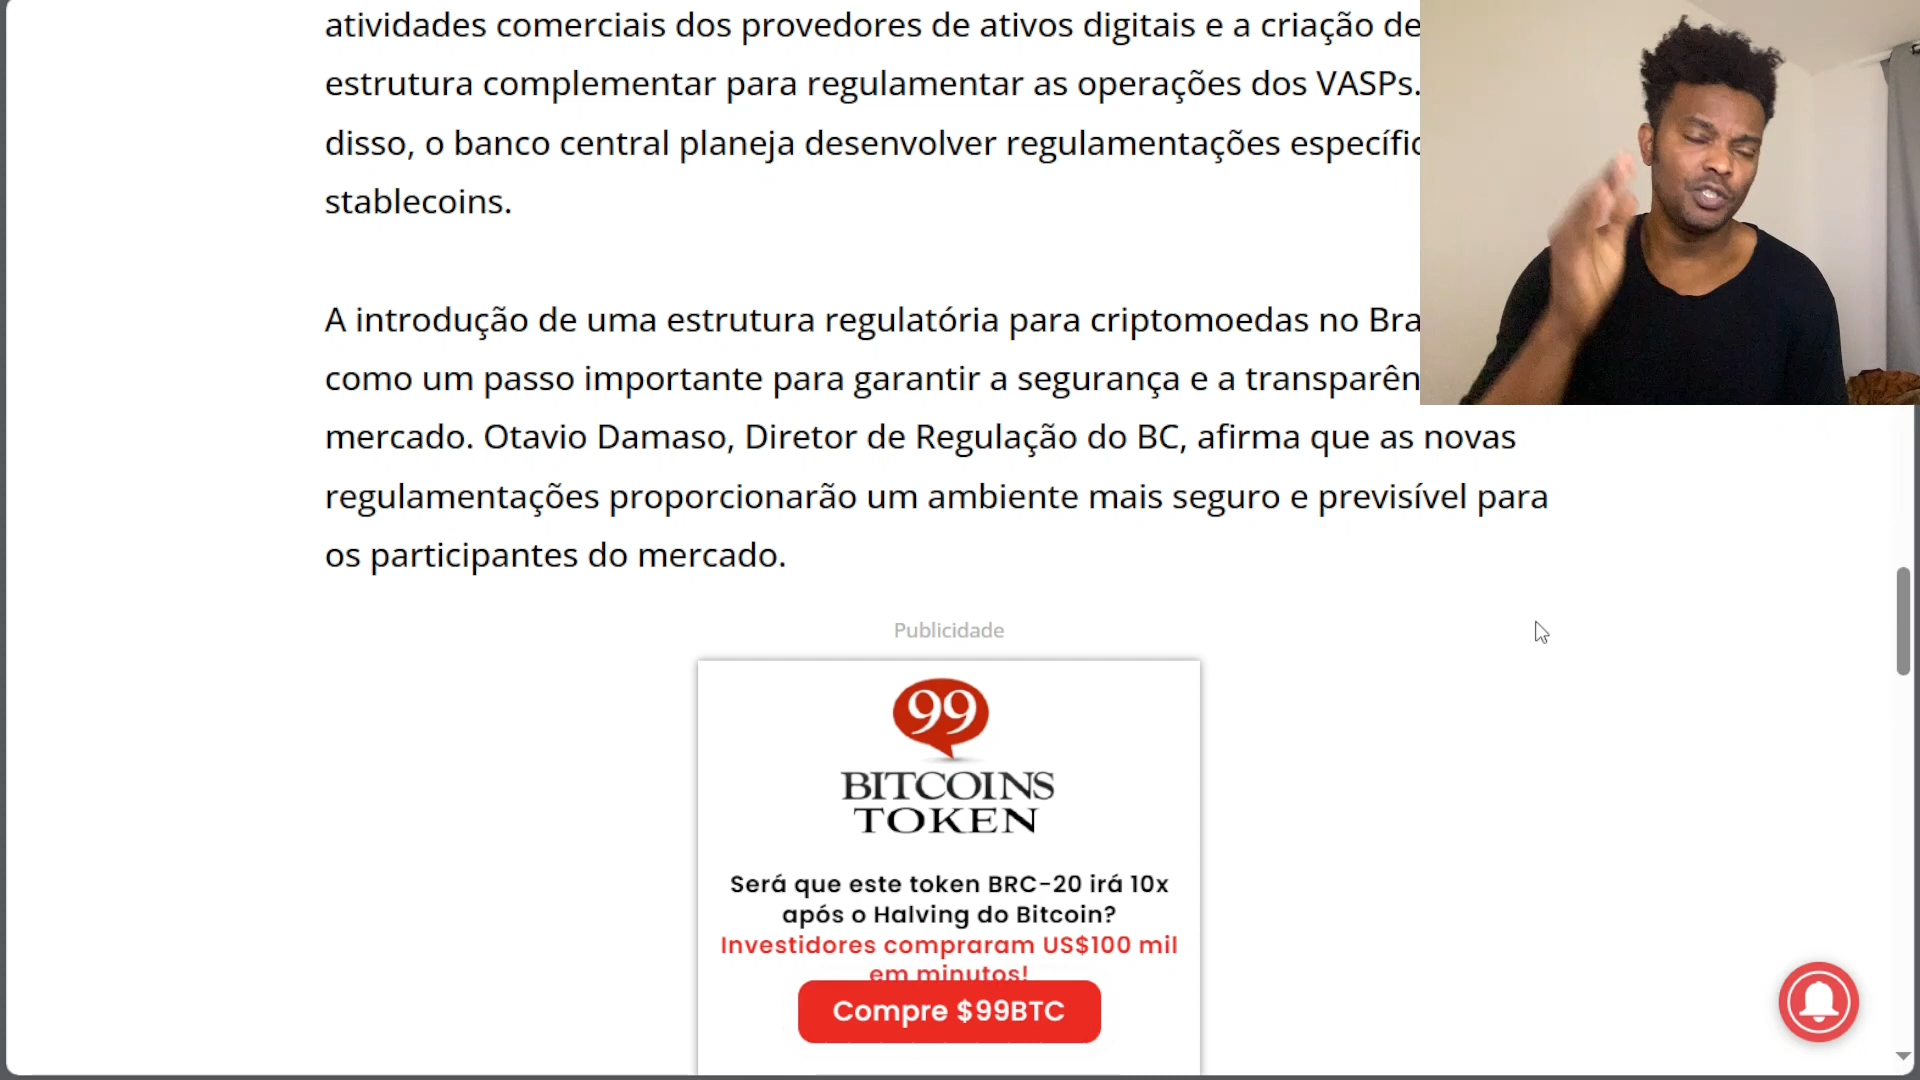 atividades comerciais dos provedores de ativos digitais e a criação de
estrutura complementar para regulamentar as operações dos VASPs.
disso, o banco central planeja desenvolver regulamentações
stablecoins.
A introdução de uma estrutura regulatória para criptomoedas no
como um passo importante para garantir a segurança e a
mercado. Otavio Damaso, Diretor de Regulação do BC, afirma que as novas
regulamentações proporcionarão um ambiente mais seguro e previsível para
os participantes do mercado.
Publicidade
99
BITCOINS
TOKEN
Será que este token BRC-20 irá 10x
após o Halving do Bitcoin?
Investidores compraram US$100 mil
em minutos!
Compre $99BTC